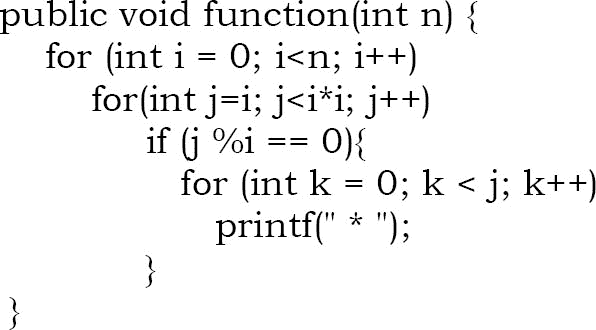 public void function(int n) {
for (int i = 0; i<n; i++)
for(int j=i; j<i*i; j++)
if (j %i == 0){
for (int k = 0; k < j; k++)
printf(" * ");
}
}